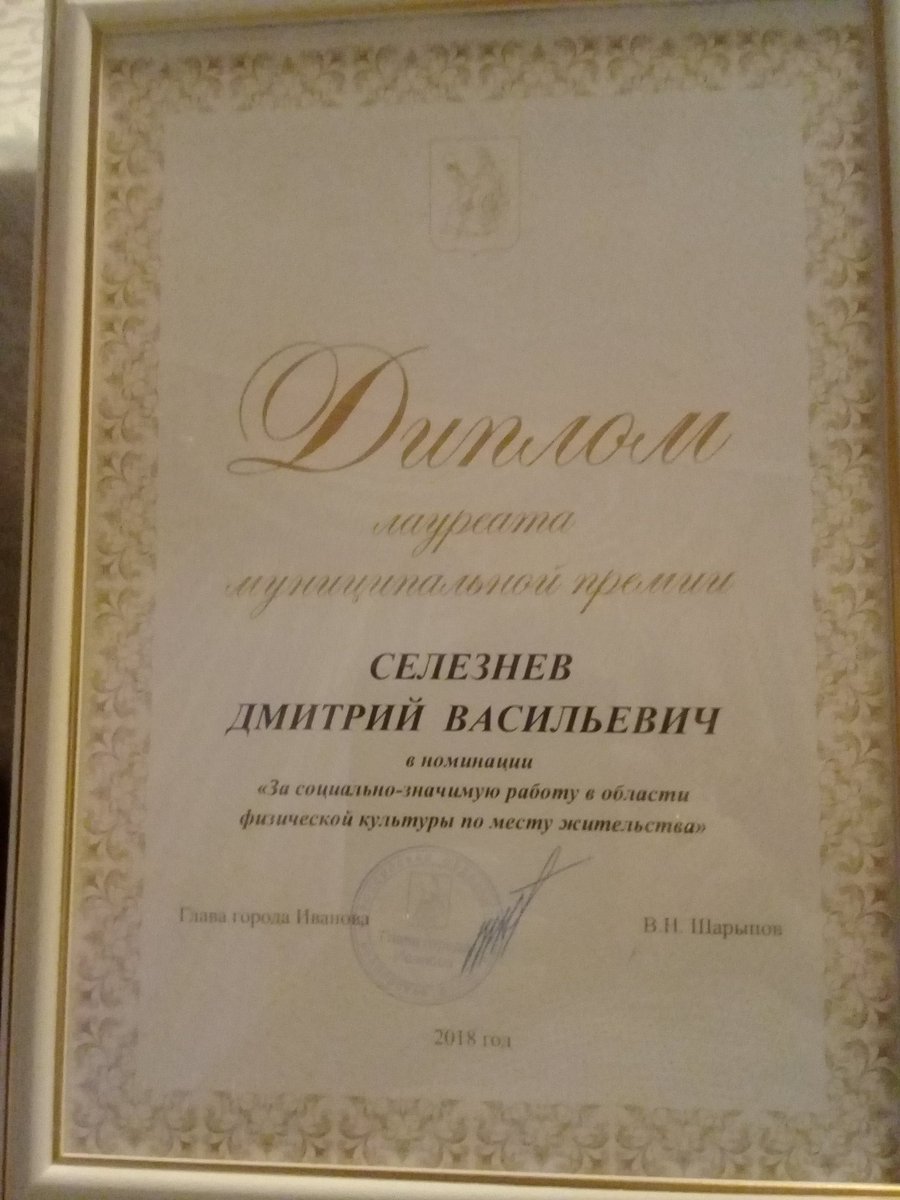 Диплом
лауреата
муниципальной премии
СЕЛЕЗНЕВ
ДМИТРИЙ ВАСИЛЬЕВИЧ
в номинации
«За социально-значимую работу в области
физической культуры по месту жительства»
Глава города Иванова
В.Н. Шарыпов
2018 год